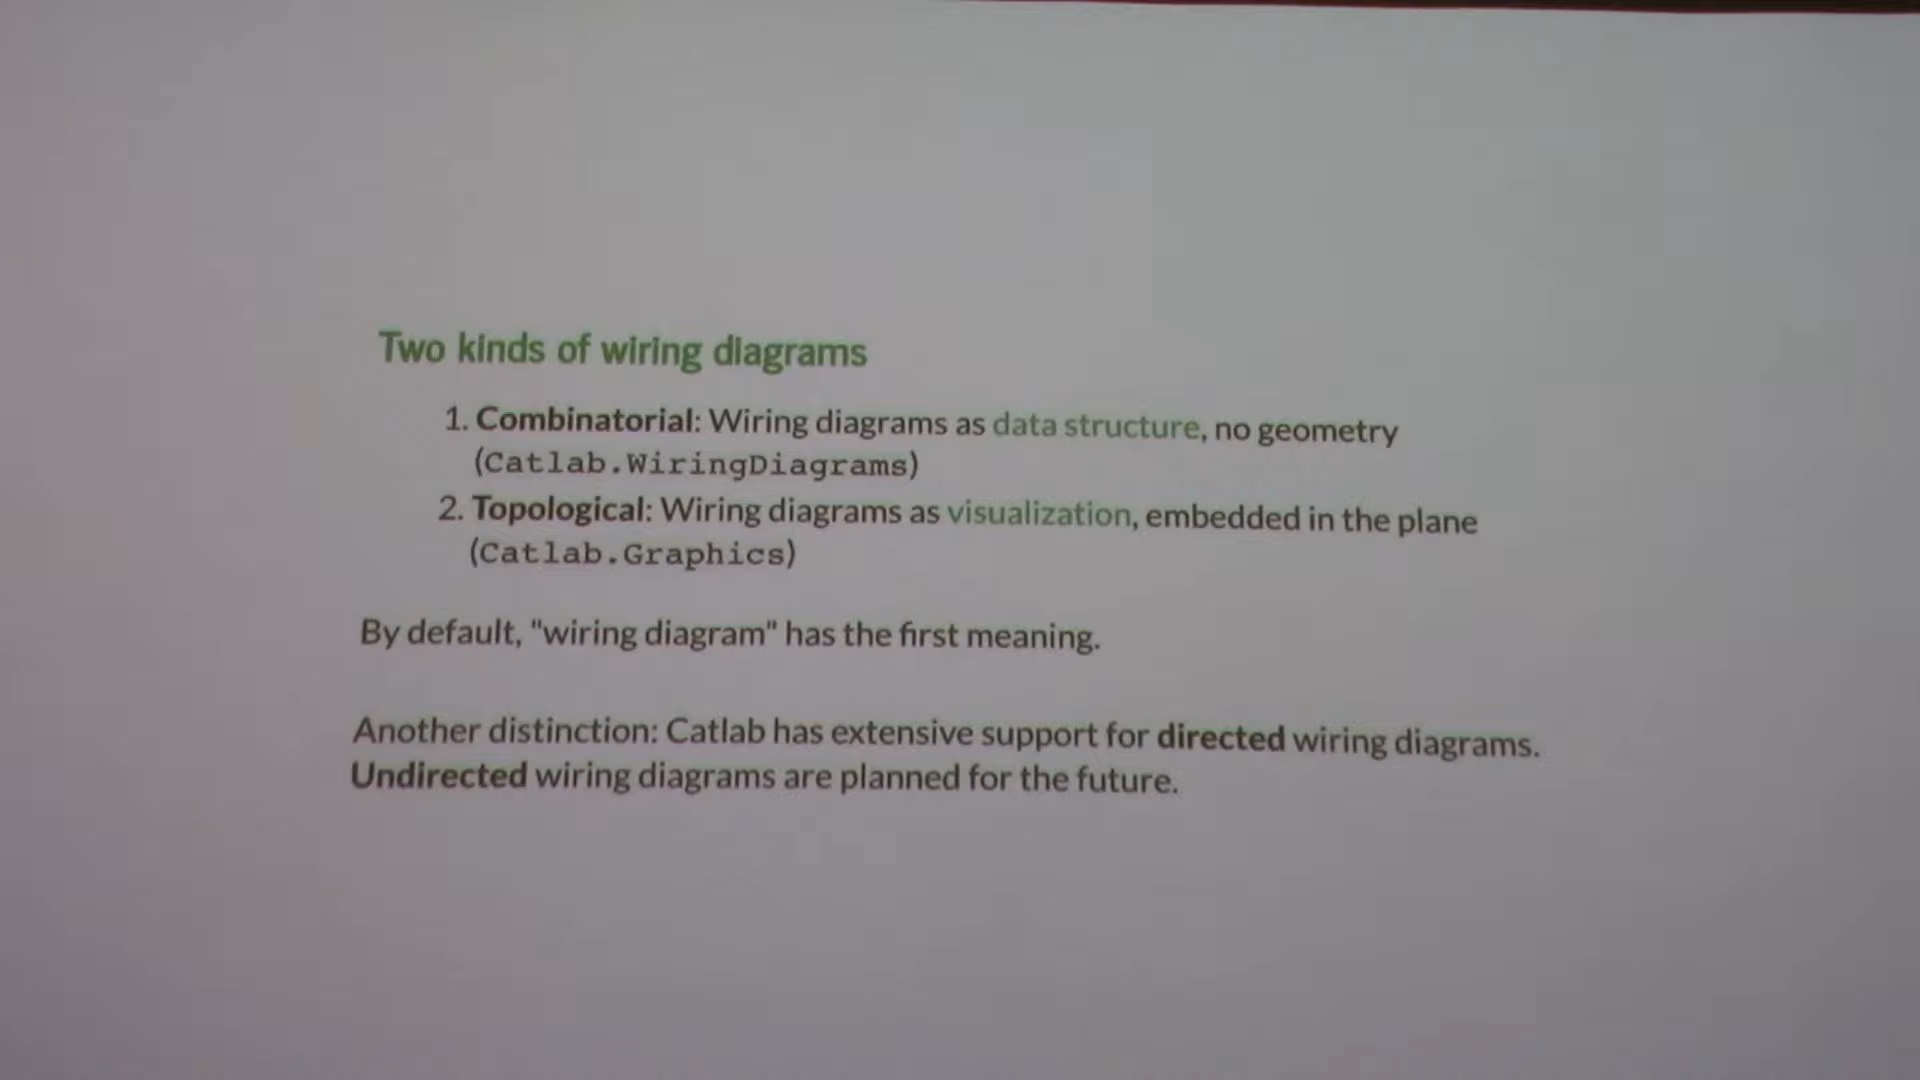 Two kinds of wiring diagrams
1. Combinatorial: Wiring diagrams as data structure, no geometry
(Catlab.WiringDiagrams)
2. Topological: Wiring diagrams as visualization, embedded in the plane
(Catlab.Graphics)
By default, "wiring diagram" has the first meaning.
Another distinction: Catlab has extensive support for directed wiring diagrams.
Undirected wiring diagrams are planned for the future.